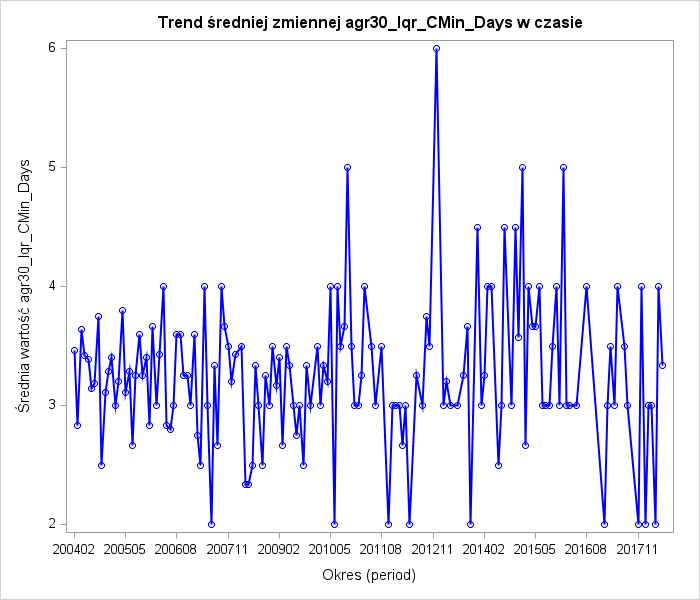 Trend średniej zmiennej agr30_Iqr_CMin_Days w czasie
6
5
4
3
2
Średnia wartość agr30_Iqr_CMin_Days
200402 200505 200608 200711 200902 201005 201108 201211 201402 201505 201608 201711
Okres (period)